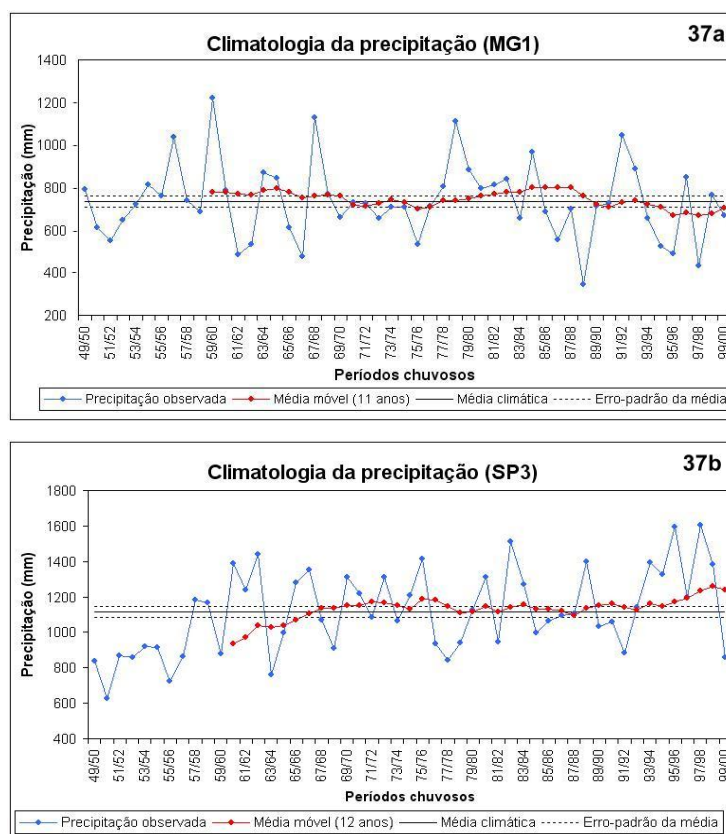 Climatologia da precipitação (MG1)
37a
Precipitação (mm)
1400
1200
1000
800
600
400
200
49/50 51/52 53/54 55/56 57/58 59/60 61/62 63/64 65/66 67/68 69/70 71/72 73/74 75/76 77/78 79/80 81/82 83/84 85/86 87/88 89/90 91/92 93/94 95/96 97/98 99/00
Períodos chuvosos
Precipitação observada Média móvel (11 anos) Média climática Erro-padrão da média
Climatologia da precipitação (SP3)
37b
Precipitação (mm)
1800
1600
1400
1200
1000
800
600
400
49/50 51/52 53/54 55/56 57/58 59/60 61/62 63/64 65/66 67/68 69/70 71/72 73/74 75/76 77/78 79/80 81/82 83/84 85/86 87/88 89/90 91/92 93/94 95/96 97/98 99/00
Períodos chuvosos
Precipitação observada Média móvel (12 anos) Média climática Erro-padrão da média